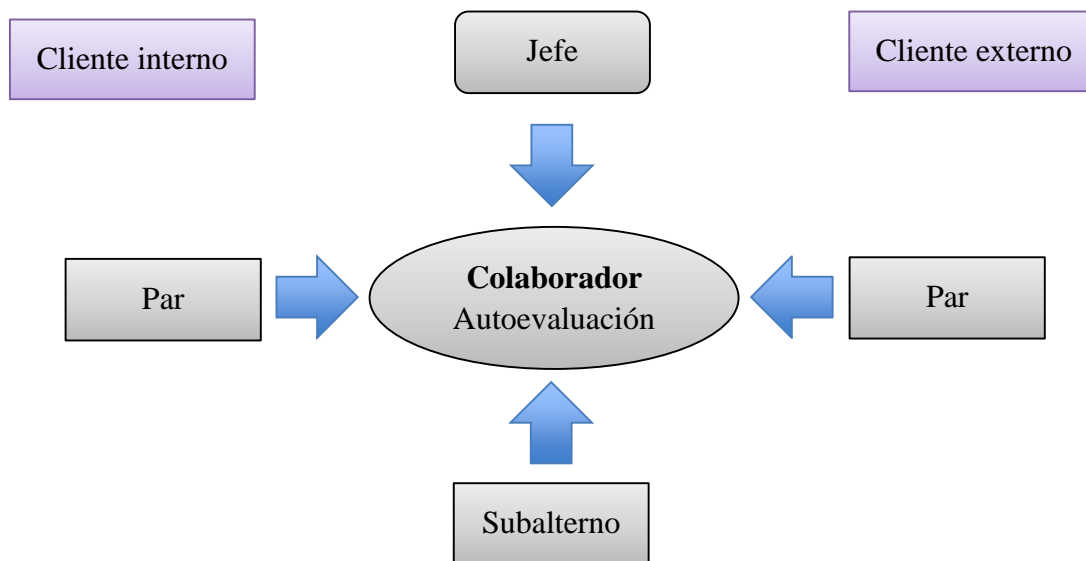 Cliente interno
Jefe
Cliente externo
Par
Colaborador
Autoevaluación
Par
Subalterno